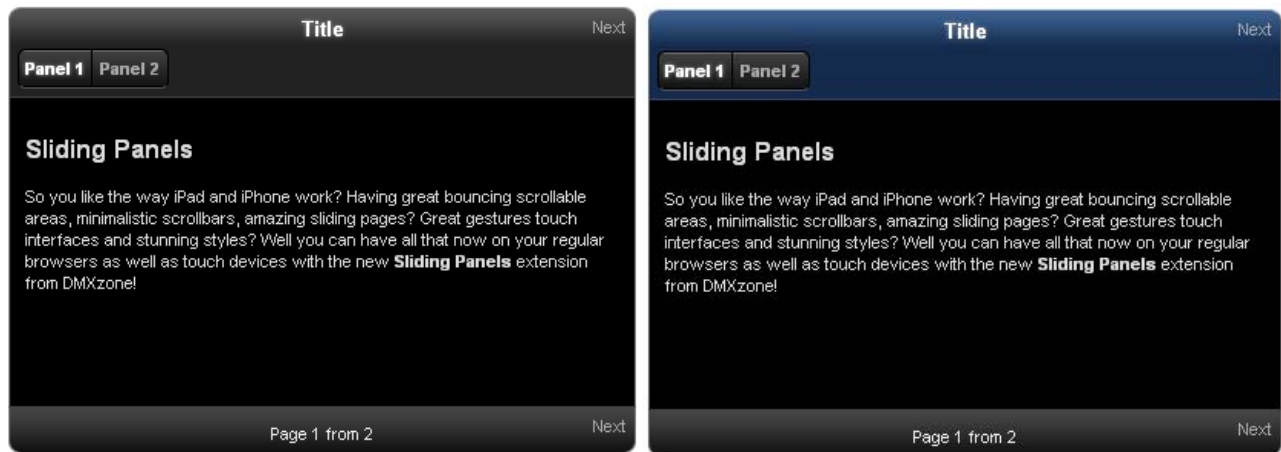 Title
Next
Panel 1 Panel 2
Sliding Panels
So you like the way iPad and iPhone work? Having great bouncing scrollable
areas, minimalistic scrollbars, amazing sliding pages? Great gestures touch
interfaces and stunning styles? Well you can have all that now on your regular
browsers as well as touch devices with the new Sliding Panels extension
from DMXzone!
Page 1 from 2
Next
Title
Next
Panel 1 Panel 2
Sliding Panels
So you like the way iPad and iPhone work? Having great bouncing scrollable
areas, minimalistic scrollbars, amazing sliding pages? Great gestures touch
interfaces and stunning styles? Well you can have all that now on your regular
browsers as well as touch devices with the new Sliding Panels extension
from DMXzone!
Page 1 from 2
Next